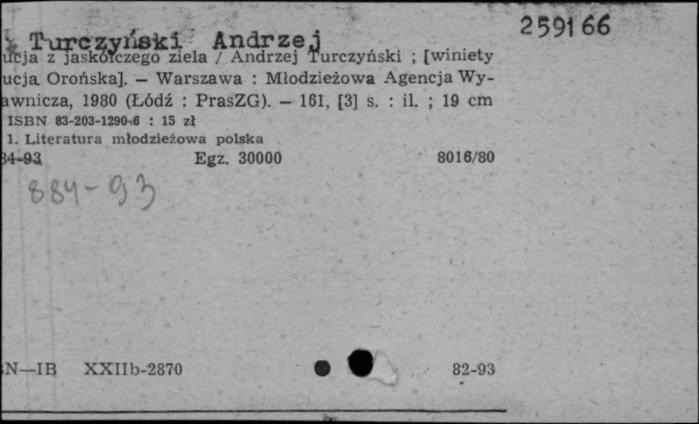 Turczyński Andrzej
259166
ucja z jaskółczego ziela / Andrzej Turczyński ; [winiety
ucja Orońska]. — Warszawa : Młodzieżowa Agencja Wy-
awnicza, 1980 (Łódź : PrasZG). — 161, [3] s. : il. ; 19 cm
ISBN 83-203-1290-6 : 15 zł
1. Literatura młodzieżowa polska
84-93 Egz. 30000 8016/80
884-93
N—IB XXIIb-2870 82-93